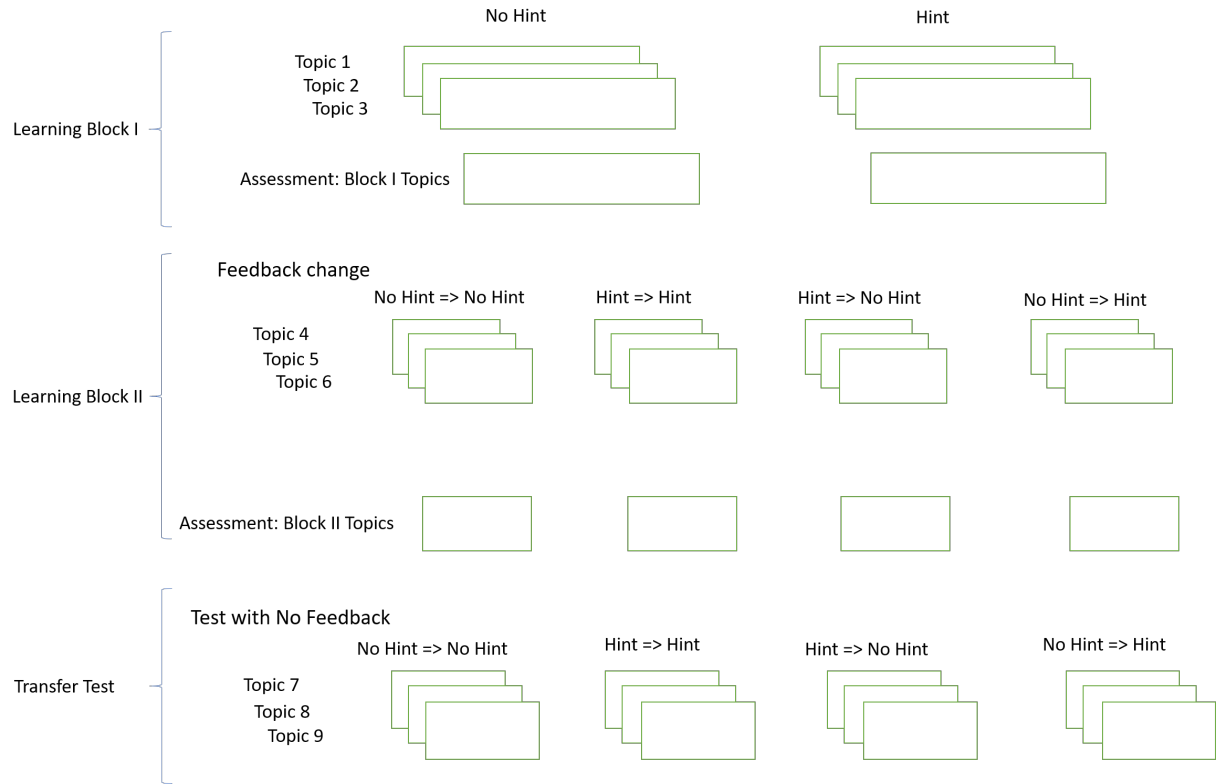 No Hint
Hint
Topic 1
Topic 2
Topic 3
Learning Block I
Assessment: Block I Topics
Feedback change
No Hint => No Hint
Hint => Hint
Hint => No Hint
No Hint => Hint
Topic 4
Topic 5
Topic 6
Learning Block II
Assessment: Block II Topics
Test with No Feedback
No Hint => No Hint
Hint => Hint
Hint => No Hint
No Hint => Hint
Topic 7
Topic 8
Topic 9
Transfer Test